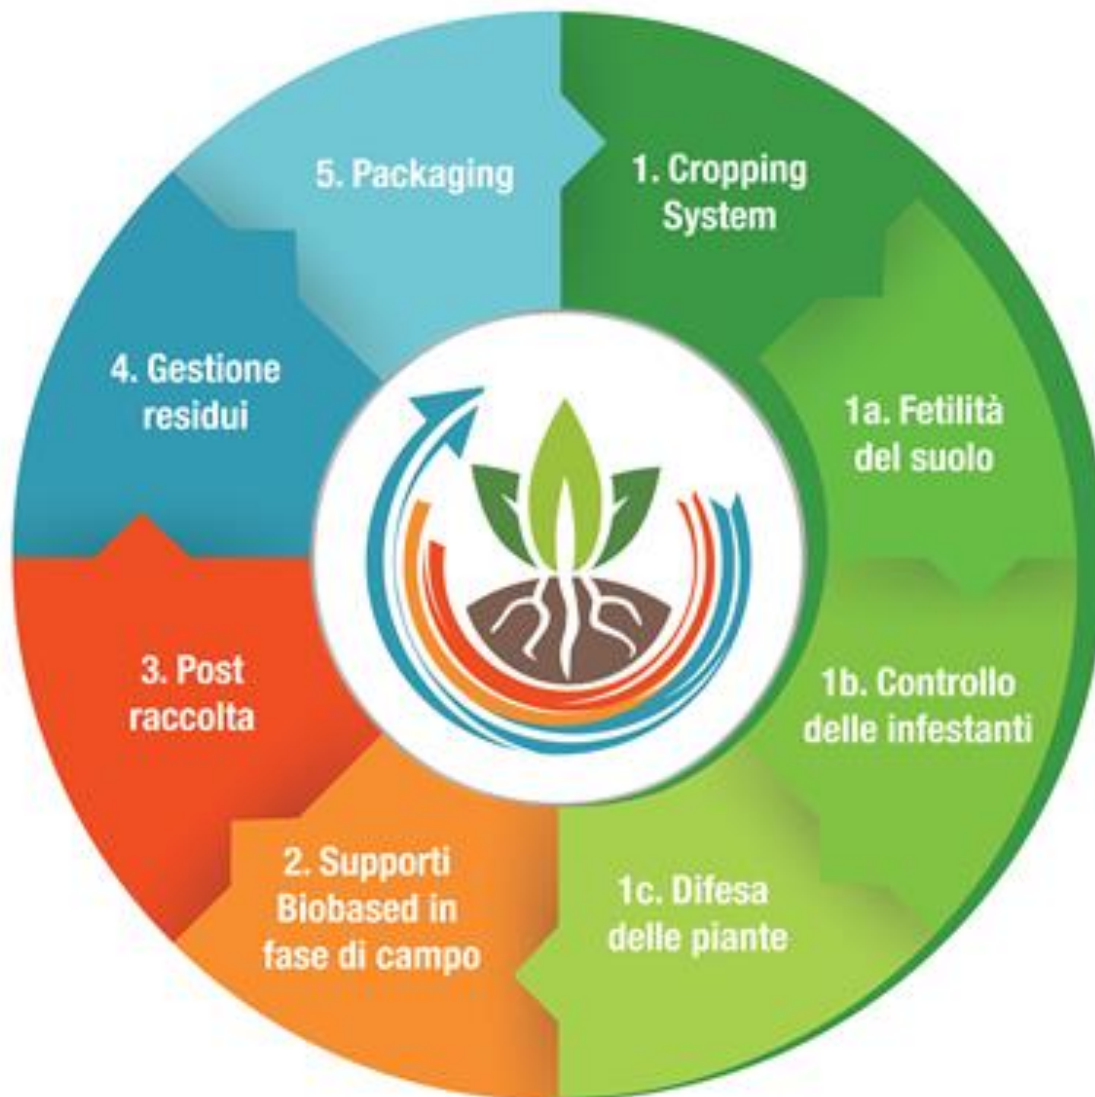 1. Cropping
System
1a. Fetilità
del suolo
1b. Controllo
delle infestanti
1c. Difesa
delle piante
2. Supporti
Biobased in
fase di campo
3. Post
raccolta
4. Gestione
residui
5. Packaging